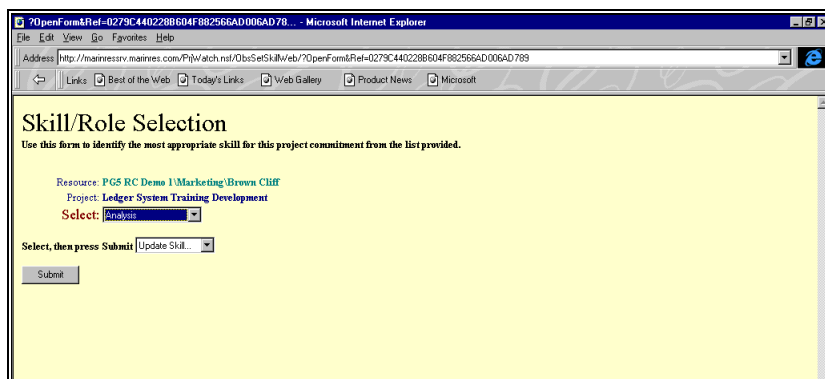 ?OpenForm&Ref=0279C440228B604F882566AD006AD78... - Microsoft Internet Explorer
File Edit View Go Favorites Help
Address http://marinressrv.marinres.com/PrjWatch.nsf/ObsSetSkillWeb/?OpenForm&Ref=0279C440228B604F882566AD006AD789
Links Best of the Web Today's Links Web Gallery Product News Microsoft
Skill/Role Selection
Use this form to identify the most appropriate skill for this project commitment from the list provided.
Resource: PG5 RC Demo 1\Marketing\Brown Cliff
Project: Ledger System Training Development
Select: Analysis
Select, then press Submit Update Skill...
Submit